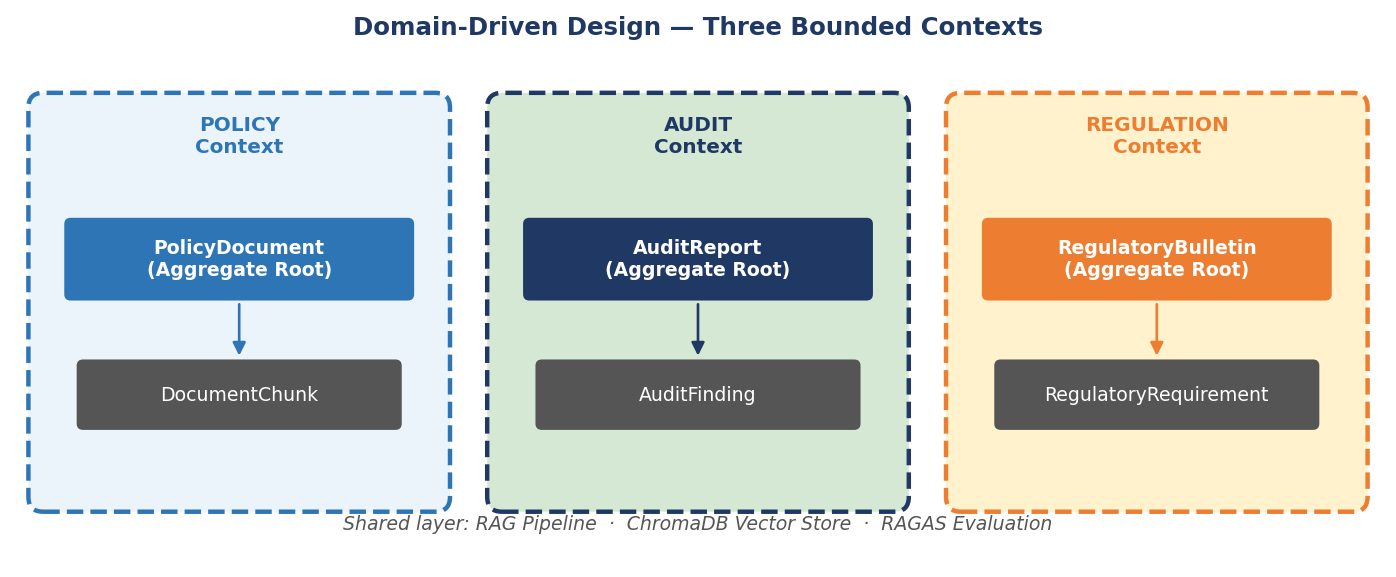 Domain-Driven Design — Three Bounded Contexts
POLICY
Context
AUDIT
Context
REGULATION
Context
PolicyDocument
(Aggregate Root)
AuditReport
(Aggregate Root)
RegulatoryBulletin
(Aggregate Root)
DocumentChunk
AuditFinding
RegulatoryRequirement
Shared layer: RAG Pipeline · ChromaDB Vector Store · RAGAS Evaluation